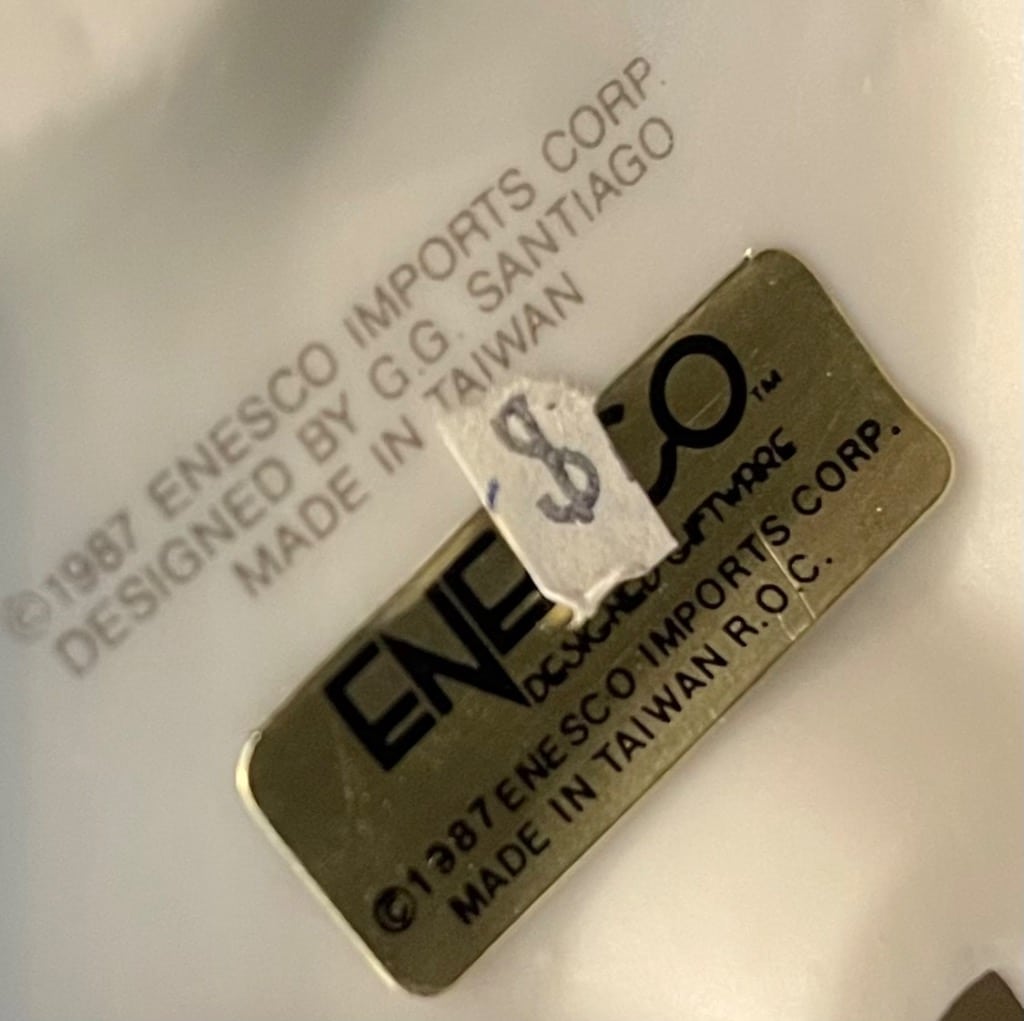 ©1987 ENESCO IMPORTS CORP.
DESIGNED BY G.G. SANTIAGO
MADE IN TAIWAN
™
©1987 ENESCO IMPORTS CORP.
MADE IN TAIWAN R.O.C.